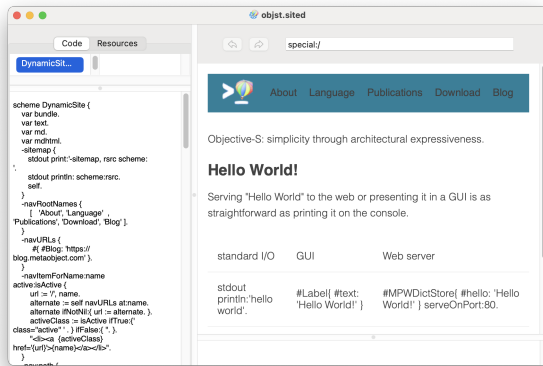 objst.sited
Code Resources
DynamicSit...
special:/
scheme DynamicSite {
var bundle.
var text.
var md.
var mdhtml.
-sitemap {
stdout print:'-sitemap, rsrc scheme:
'.
stdout println: scheme:rsrc.
self.
}
-navRootNames {
[ 'About', 'Language' ,
'Publications', 'Download', 'Blog' ].
}
-navURLs {
#{ #Blog: 'https://
blog.metaobject.com' }.
}
-navItemForName:name
active:isActive {
url := '/', name.
alternate := self navURLs at:name.
alternate ifNotNil:{ url := alternate. }.
activeClass := isActive ifTrue:{'
class="active" ' . } ifFalse:{ ''. }.
"<li><a {activeClass}
href='{url}'>{name}</a></li>".
}
About Language Publications Download Blog
Objective-S: simplicity through architectural expressiveness.
Hello World!
Serving "Hello World" to the web or presenting it in a GUI is as
straightforward as printing it on the console.
standard I/O GUI Web server
stdout
println:'hello
world'.
#Label{ #text:
'Hello World!' }
#MPWDictStore{ #hello: 'Hello
World!' } serveOnPort:80.